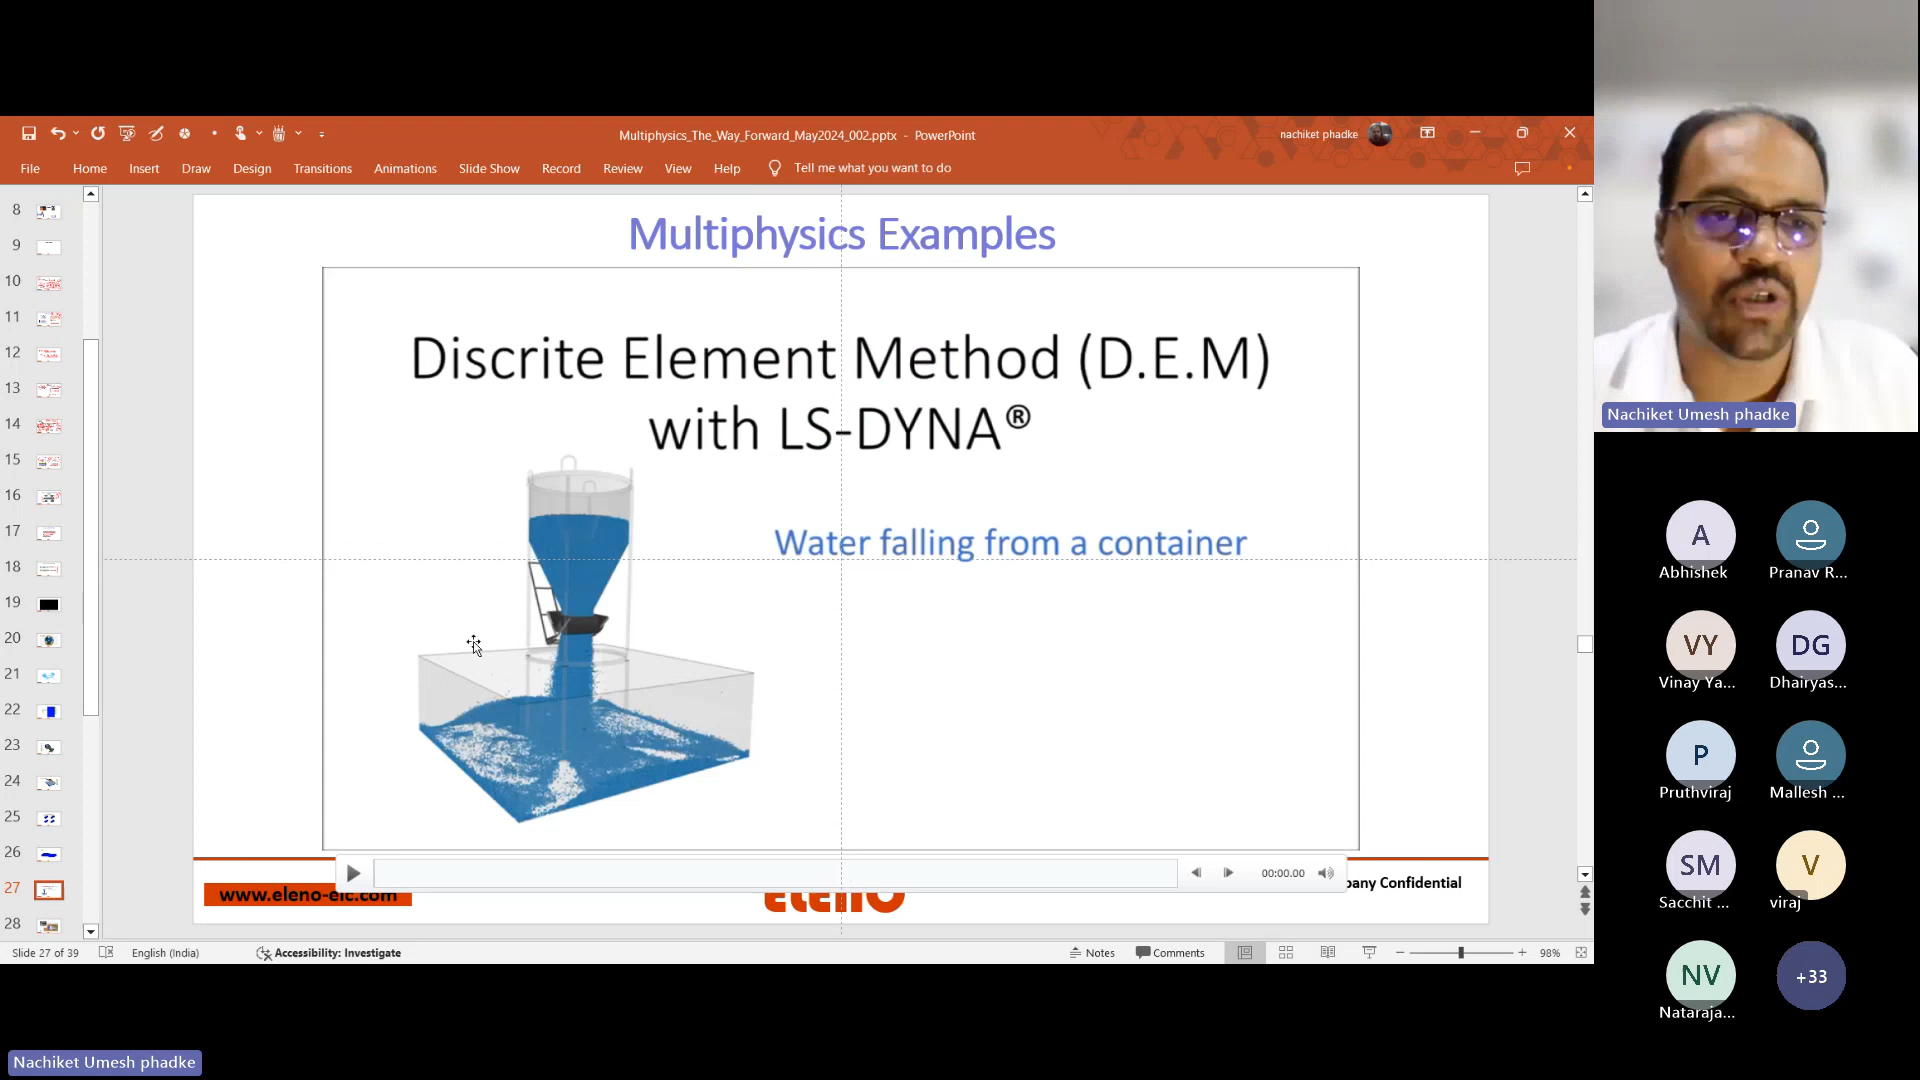 Multiphysics_The_Way_Forward_May2024_002.pptx - PowerPoint
nachiket phadke
File Home Insert Draw Design Transitions Animations Slide Show Record Review View Help Tell me what you want to do
8
9
10
11
12
13
14
15
16
17
18
19
20
21
22
23
24
25
26
27
28
Multiphysics Examples
Discrite Element Method (D.E.M)
with LS-DYNA®
Water falling from a container
00:00.00
www.eleno-eic.com
eleno
pany Confidential
Slide 27 of 39 English (India) Accessibility: Investigate Notes Comments 98%
Nachiket Umesh phadke
A
Abhishek
Pranav R...
VY
Vinay Ya...
DG
Dhairyas...
P
Pruthviraj
Mallesh ...
SM
Sacchit ...
V
viraj
NV
Nataraja...
+33
Nachiket Umesh phadke